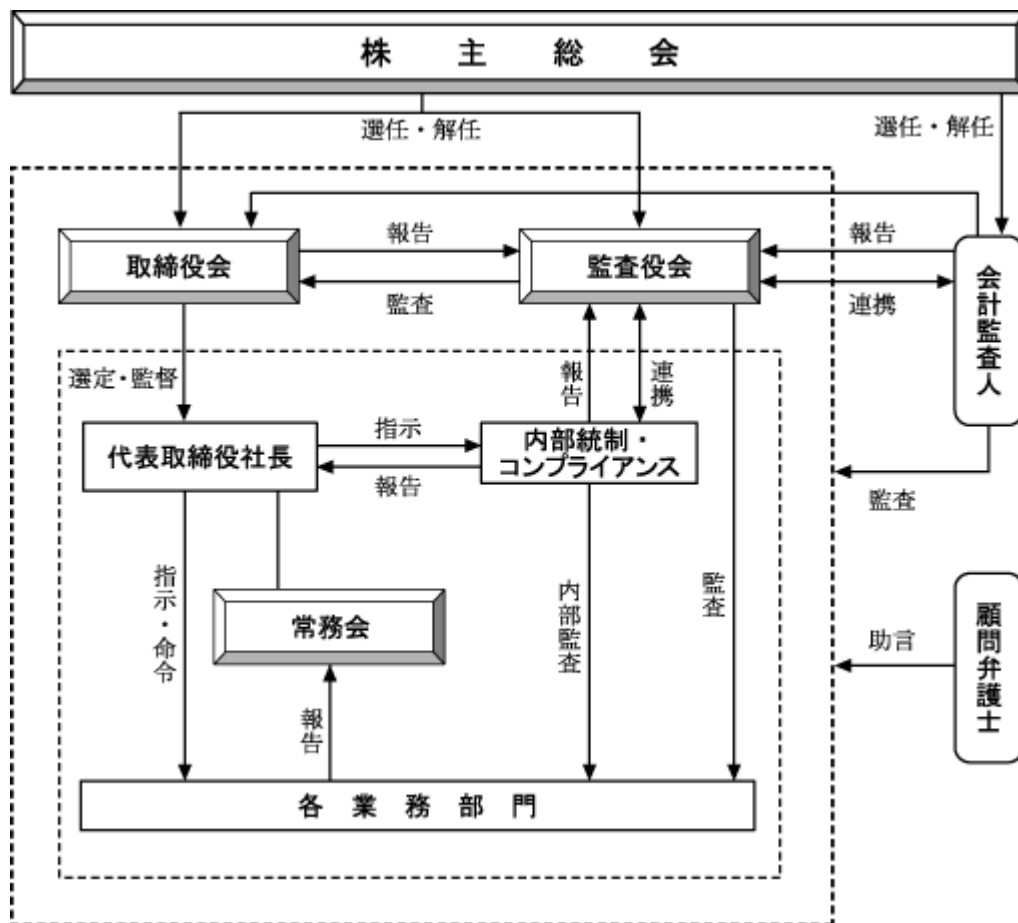 株主総会
選任・解任
選任・解任
報告
報告
取締役会
監査役会
会計監査人
監査
連携
選定・監督
報告
連携
指示
代表取締役社長
内部統制・
コンプライアンス
報告
監査
指示・命令
内部監査
監査
常務会
助言
顧問弁護士
報告
各業務部門